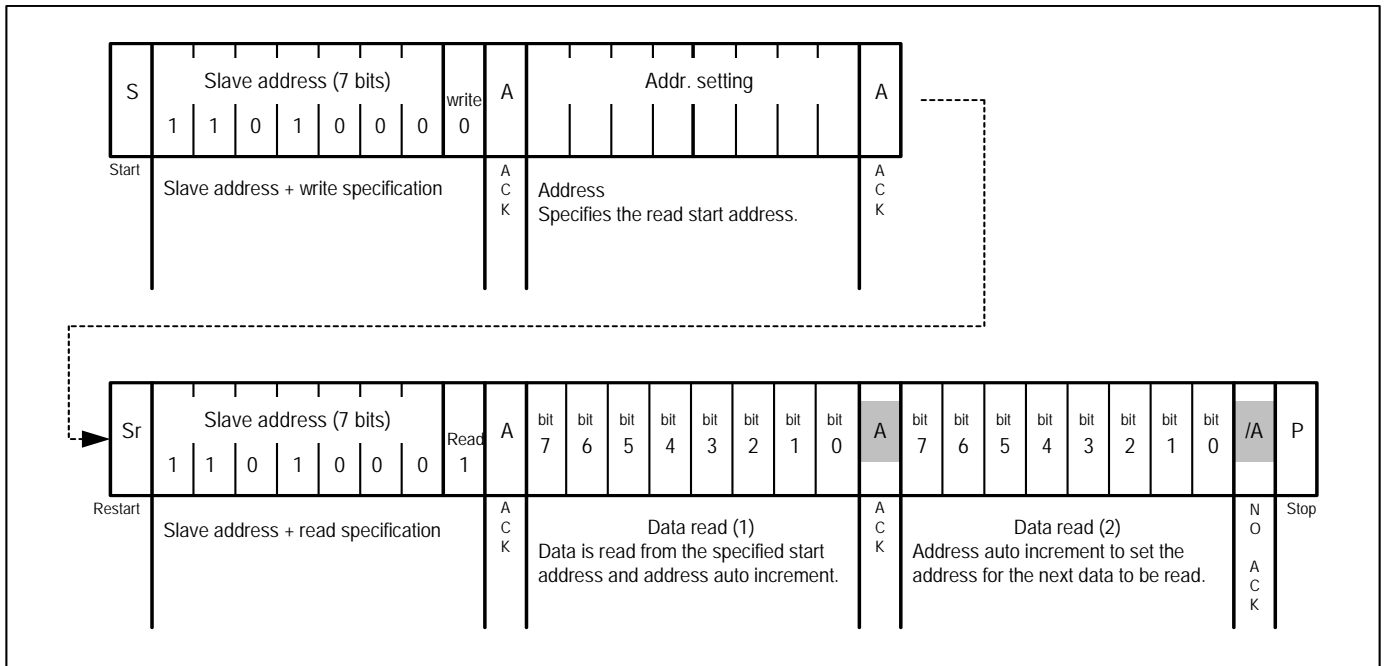 Slave address (7 bits)
Addr. setting
S
write
A
A
1 1 0 1 0 0 0 0
Start
Slave address + write specification
A
C
K
Address
Specifies the read start address.
A
C
K
Slave address (7 bits)
Sr
Read
A
bit bit bit bit bit bit bit bit
7 6 5 4 3 2 1 0
A
bit bit bit bit bit bit bit bit
7 6 5 4 3 2 1 0
/A
P
1 1 0 1 0 0 0 1
Restart
Slave address + read specification
A
C
K
Data read (1)
Data is read from the specified start
address and address auto increment.
A
C
K
Data read (2)
Address auto increment to set the
address for the next data to be read.
N
O
A
C
K
Stop